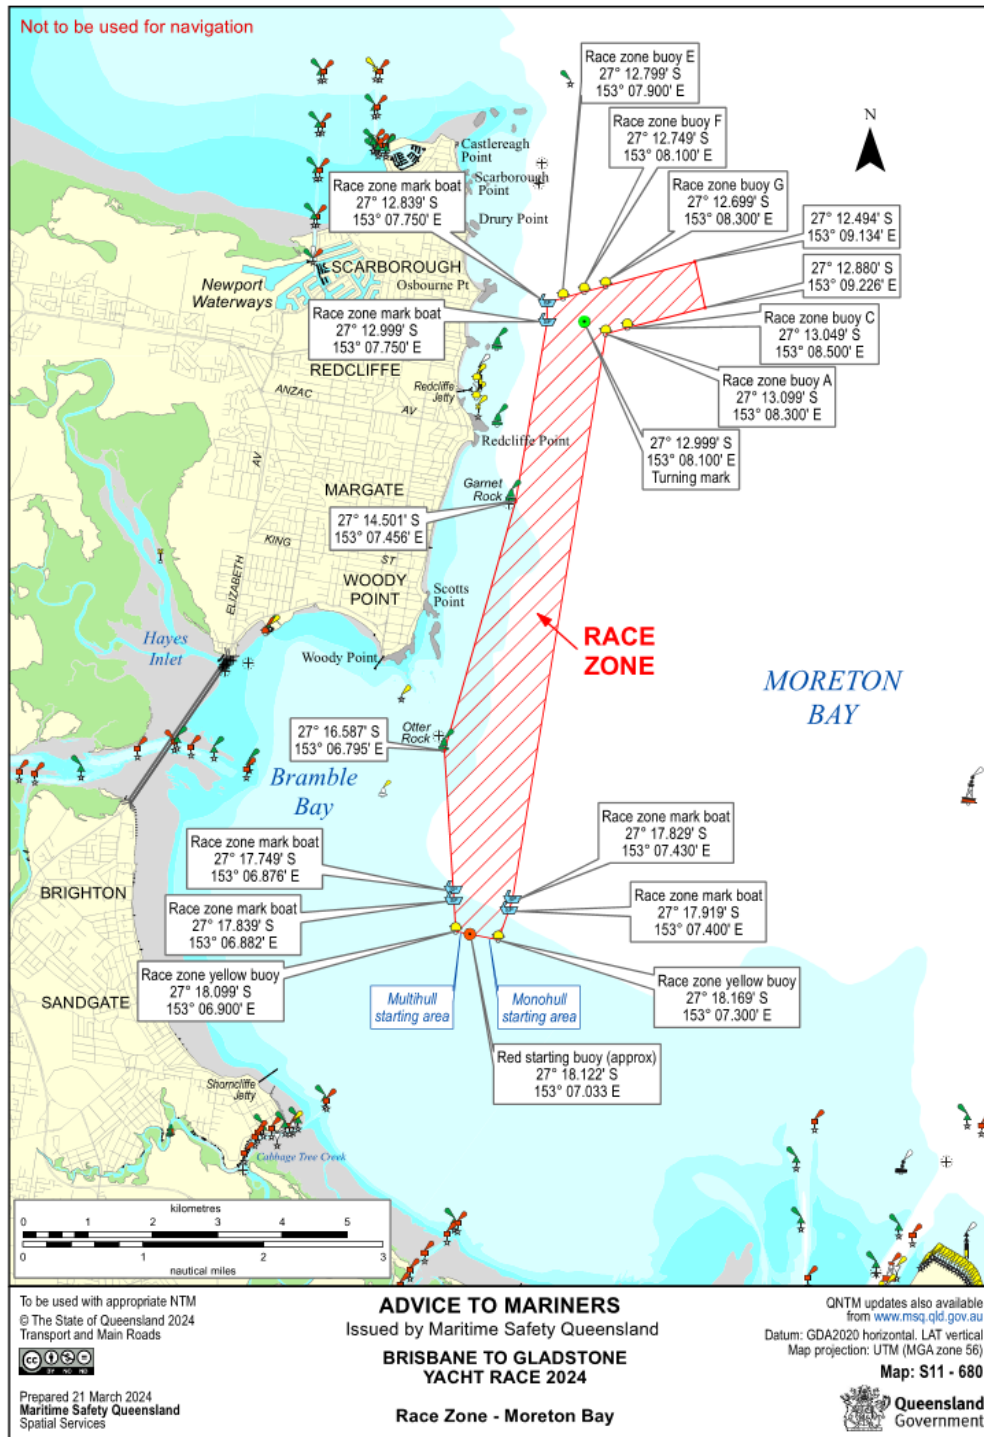 Not to be used for navigation
Race zone buoy E
27° 12.799' S
153° 07.900' E
Race zone buoy F
27° 12.749' S
153° 08.100' E
N
Castlereagh
Point
Scarborough
Point
Drury Point
Race zone mark boat
27° 12.839' S
153° 07.750' E
Race zone buoy G
27° 12.699' S
153° 08.300' E
27° 12.494' S
153° 09.134' E
27° 12.880' S
153° 09.226' E
SCARBOROUGH
Newport
Waterways
Osbourne Pt
Race zone mark boat
27° 12.999' S
153° 07.750' E
Race zone buoy C
27° 13.049' S
153° 08.500' E
REDCLIFFE
Redcliffe
Jetty
ANZAC
AV
Race zone buoy A
27° 13.099' S
153° 08.300' E
Redcliffe Point
27° 12.999' S
153° 08.100' E
Turning mark
AV
MARGATE
Garnet
Rock
27° 14.501' S
153° 07.456' E
KING
ST
ELIZABETH
WOODY
POINT
Scotts
Point
Hayes
Inlet
Woody Point
RACE
ZONE
MORETON
BAY
27° 16.587' S
153° 06.795' E
Otter
Rock
Bramble
Bay
Race zone mark boat
27° 17.749' S
153° 06.876' E
Race zone mark boat
27° 17.829' S
153° 07.430' E
BRIGHTON
Race zone mark boat
27° 17.839' S
153° 06.882' E
Race zone mark boat
27° 17.919' S
153° 07.400' E
SANDGATE
Race zone yellow buoy
27° 18.099' S
153° 06.900' E
Multihull
starting area
Monohull
starting area
Race zone yellow buoy
27° 18.169' S
153° 07.300' E
Red starting buoy (approx)
27° 18.122' S
153° 07.033 E
Shorncliffe
Jetty
Cabbage Tree Creek
kilometres
0 1 2 3 4 5
0 1 2 3
nautical miles
To be used with appropriate NTM
© The State of Queensland 2024
Transport and Main Roads
CC BY NC ND
Prepared 21 March 2024
Maritime Safety Queensland
Spatial Services
ADVICE TO MARINERS
Issued by Maritime Safety Queensland
BRISBANE TO GLADSTONE
YACHT RACE 2024
Race Zone - Moreton Bay
QNTM updates also available
from www.msq.qld.gov.au
Datum: GDA2020 horizontal. LAT vertical
Map projection: UTM (MGA zone 56)
Map: S11 - 680
Queensland
Government